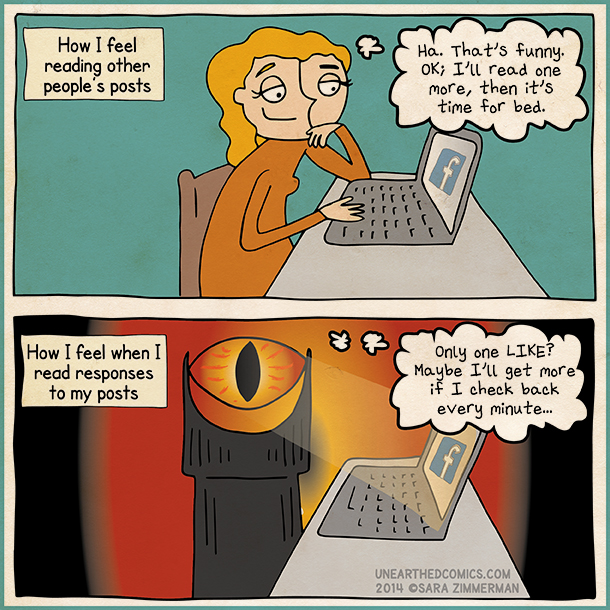 How I feel
reading other
people's posts
Ha. That's funny.
OK; I'll read one
more, then it's
time for bed.
f
How I feel when I
read responses
to my posts
Only one LIKE?
Maybe I'll get more
if I check back
every minute...
f
UNEARTHEDCOMICS.COM
2014 ©SARA ZIMMERMAN